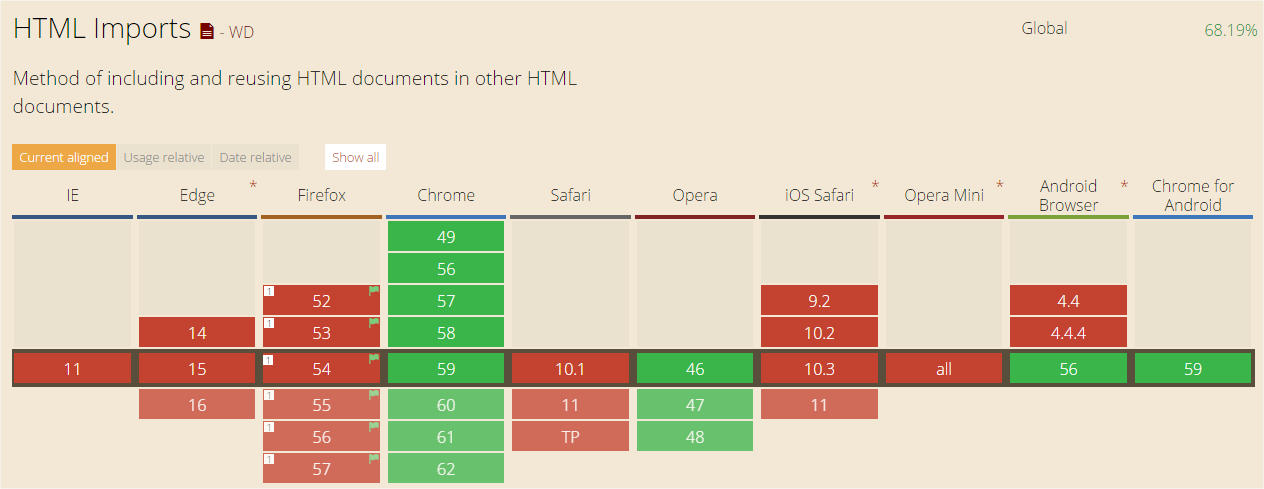 HTML Imports - WD
Global 68.19%
Method of including and reusing HTML documents in other HTML
documents.
Current aligned Usage relative Date relative Show all
IE Edge * Firefox Chrome Safari Opera iOS Safari * Opera Mini * Android Browser * Chrome for Android
49
56
1 52 57 9.2 4.4
14 1 53 58 10.2 4.4.4
11 15 1 54 59 10.1 46 10.3 all 56 59
16 1 55 60 11 47 11
1 56 61 TP 48
1 57 62